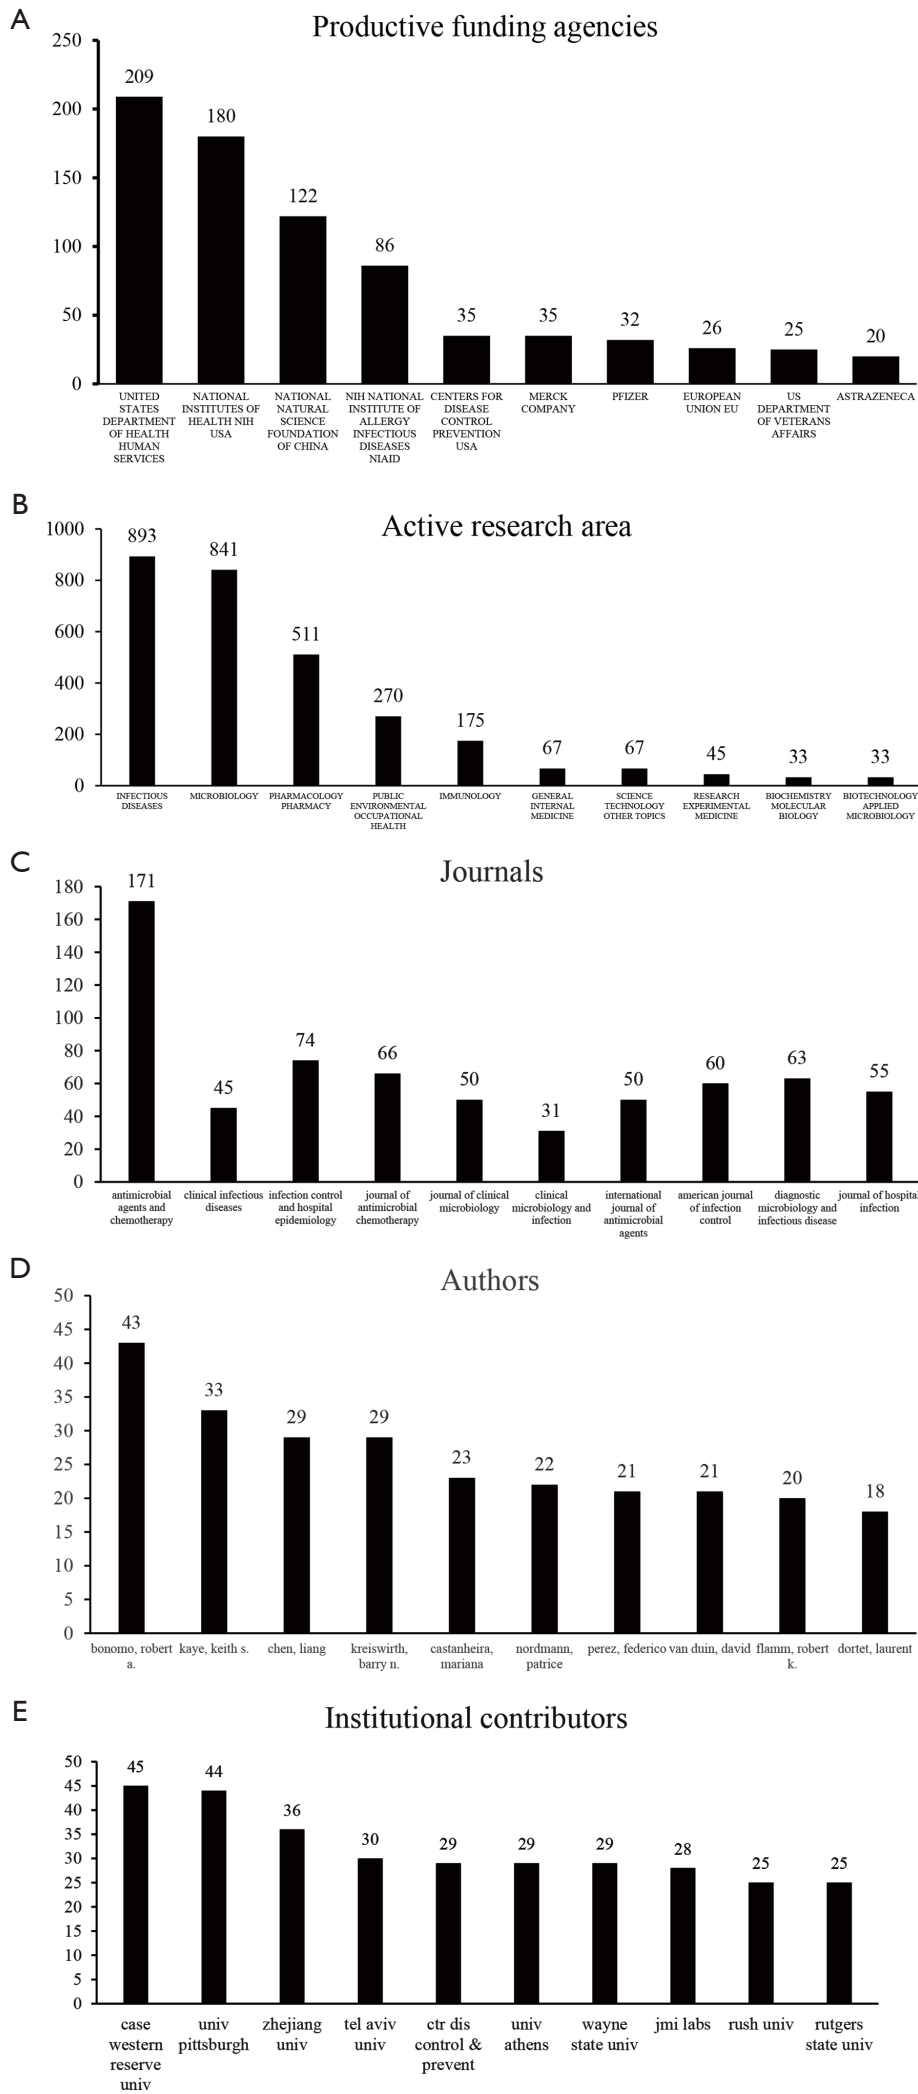 A
Productive funding agencies
250
200
150
100
50
0
209
180
122
86
35
35
32
26
25
20
UNITED
STATES
DEPARTMENT
OF HEALTH
HUMAN
SERVICES
NATIONAL
INSTITUTES OF
HEALTH NIH
USA
NATIONAL
NATURAL
SCIENCE
FOUNDATION
OF CHINA
NIH NATIONAL
INSTITUTE OF
ALLERGY
INFECTIOUS
DISEASES
NIAID
CENTERS FOR
DISEASE
CONTROL
PREVENTION
USA
MERCK
COMPANY
PFIZER
EUROPEAN
UNION EU
US
DEPARTMENT
OF VETERANS
AFFAIRS
ASTRAZENECA
B
Active research area
1000
800
600
400
200
0
893
841
511
270
175
67
67
45
33
33
INFECTIOUS
DISEASES
MICROBIOLOGY
PHARMACOLOGY
PHARMACY
PUBLIC
ENVIRONMENTAL
OCCUPATIONAL
HEALTH
IMMUNOLOGY
GENERAL
INTERNAL
MEDICINE
SCIENCE
TECHNOLOGY
OTHER TOPICS
RESEARCH
EXPERIMENTAL
MEDICINE
BIOCHEMISTRY
MOLECULAR
BIOLOGY
BIOTECHNOLOGY
APPLIED
MICROBIOLOGY
C
Journals
180
160
140
120
100
80
60
40
20
0
171
45
74
66
50
31
50
60
63
55
antimicrobial
agents and
chemotherapy
clinical infectious
diseases
infection control
and hospital
epidemiology
journal of
antimicrobial
chemotherapy
journal of clinical
microbiology
clinical
microbiology and
infection
international
journal of
antimicrobial
agents
american journal
of infection
control
diagnostic
microbiology and
infectious disease
journal of hospital
infection
D
Authors
50
45
40
35
30
25
20
15
10
5
0
43
33
29
29
23
22
21
21
20
18
bonomo, robert
a.
kaye, keith s.
chen, liang
kreiswirth,
barry n.
castanheira,
mariana
nordmann,
patrice
perez, federico
van duin, david
flamm, robert
k.
dortet, laurent
E
Institutional contributors
50
45
40
35
30
25
20
15
10
5
0
45
44
36
30
29
29
29
28
25
25
case
western
reserve
univ
univ
pittsburgh
zhejiang
univ
tel aviv
univ
ctr dis
control &
prevent
univ
athens
wayne
state univ
jmi labs
rush univ
rutgers
state univ